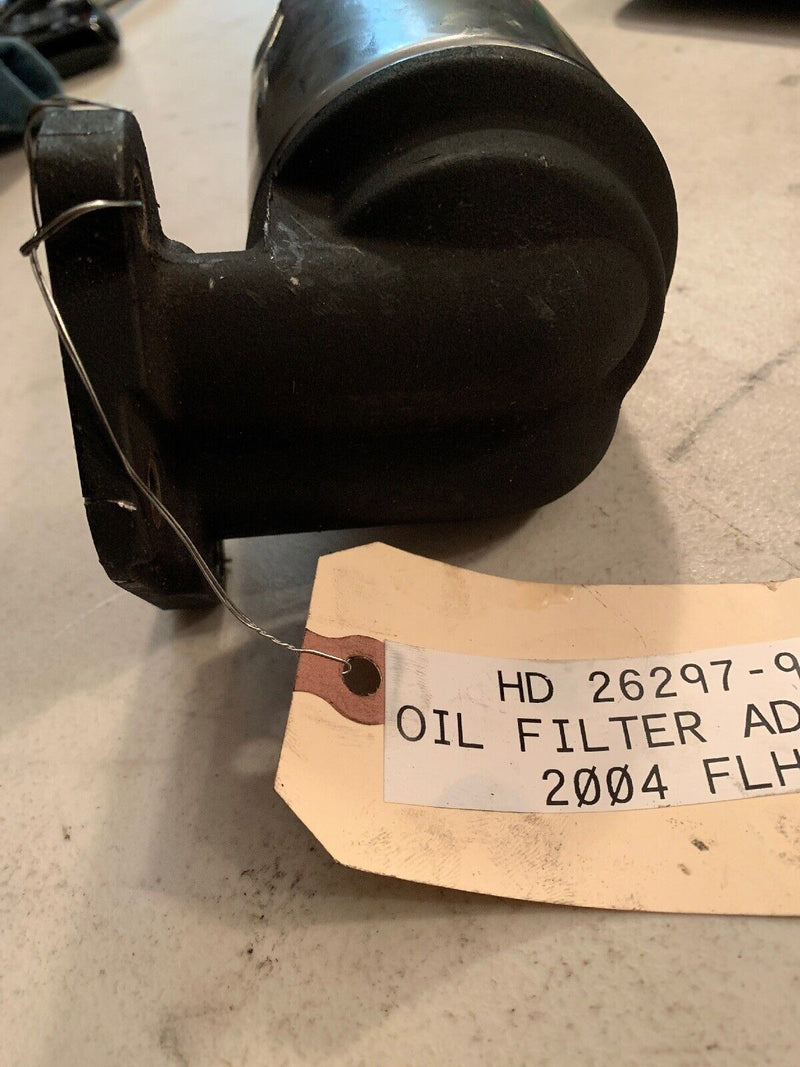 HD 26297-9
OIL FILTER AD
2004 FLH